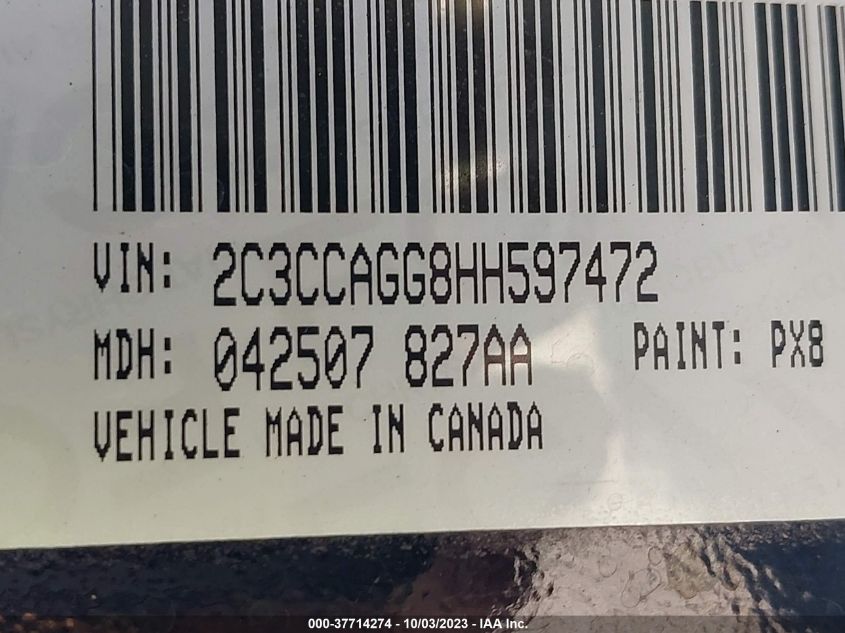 VIN: 2C3CCAGG8HH597472
MDH: 042507 827AA PAINT: PX8
VEHICLE MADE IN CANADA
000-37714274 - 10/03/2023 - IAA Inc.